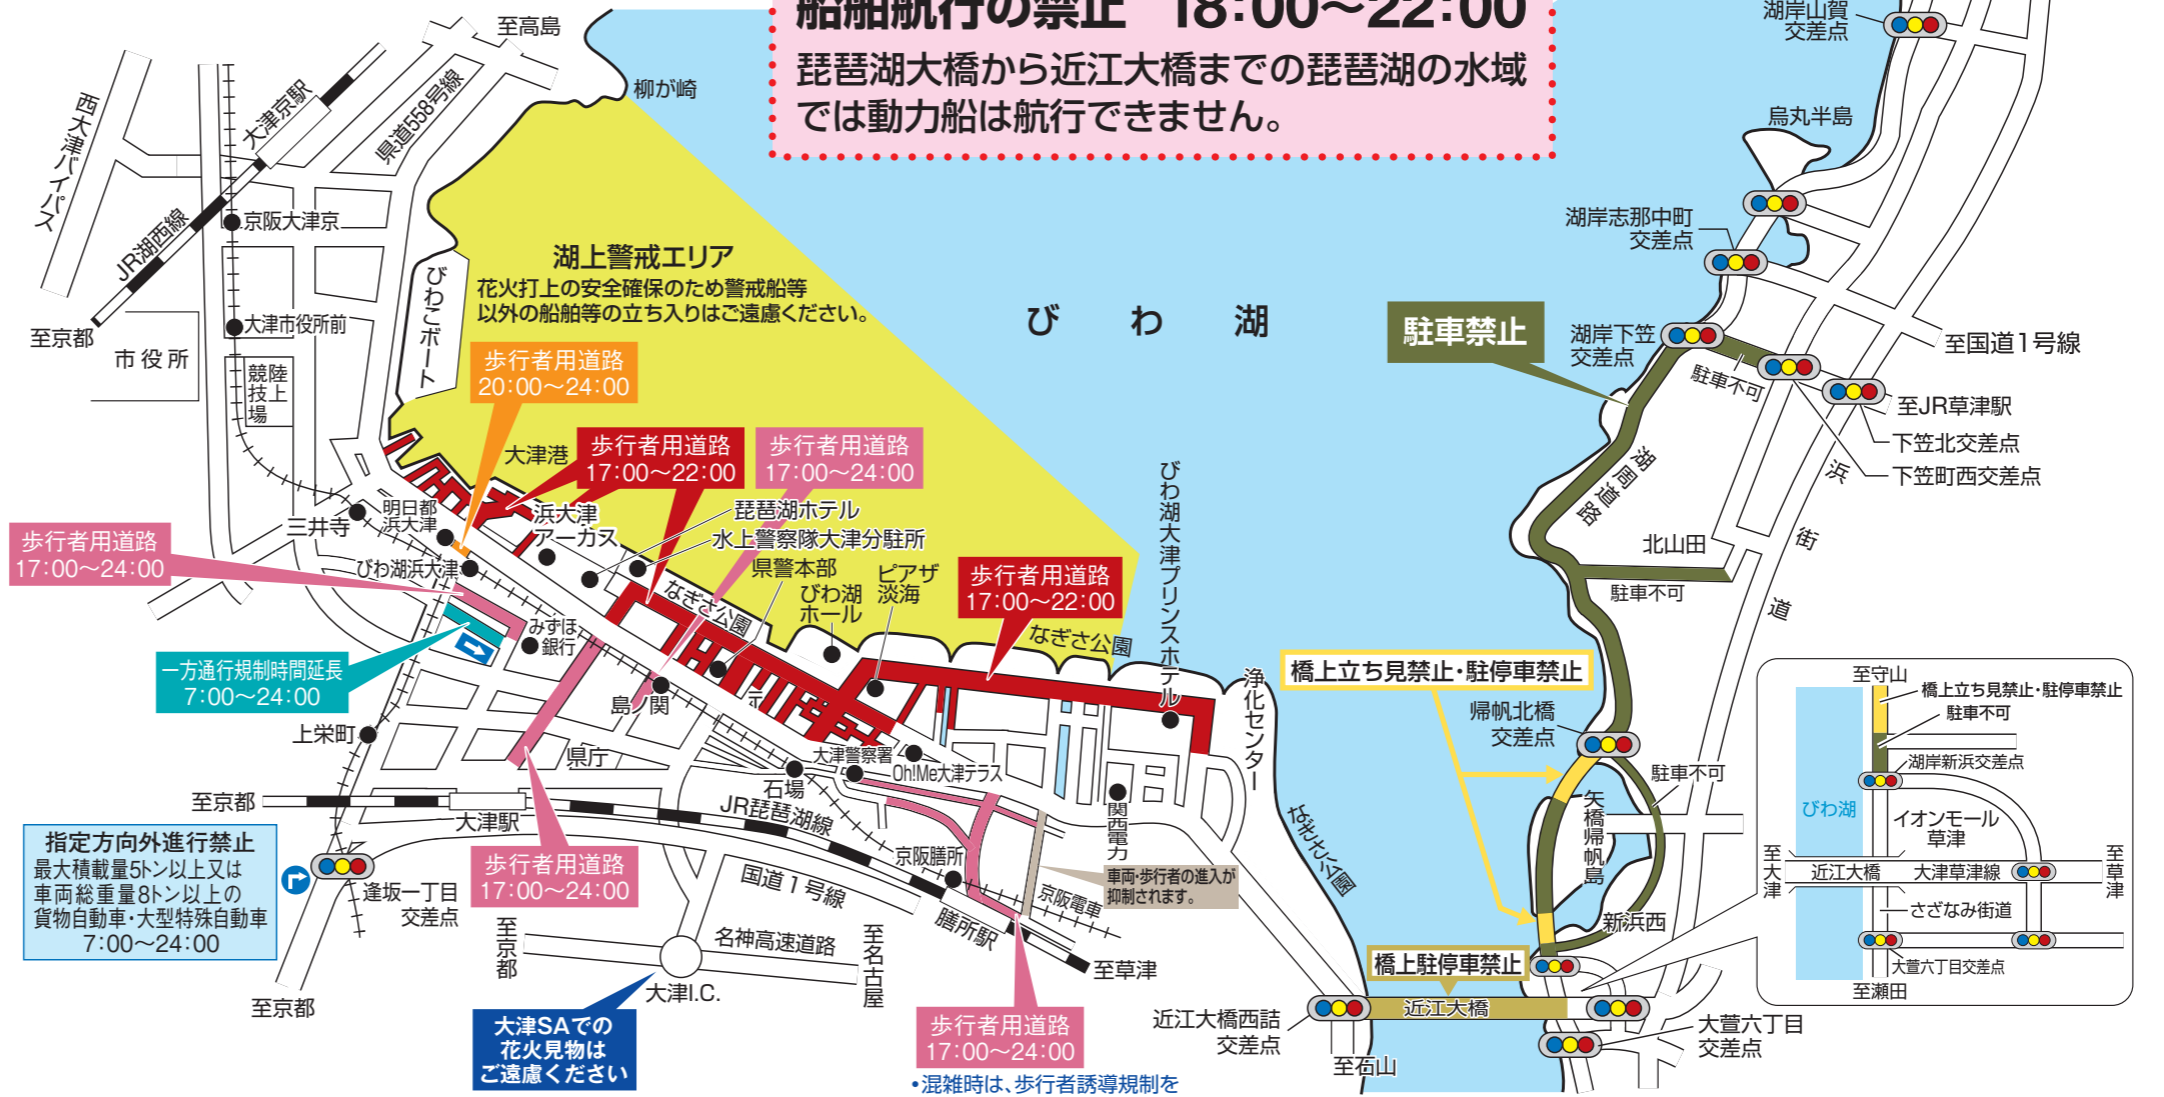 船舶航行の禁止 18:00〜22:00
琵琶湖大橋から近江大橋までの琵琶湖の水域
では動力船は航行できません。
至高島
柳が崎
西大津バイパス
大津京駅
県道558号線
JR湖西線
京阪大津京
至京都
大津市役所前
市役所
陸上
競技場
びわこボート
湖上警戒エリア
花火打上の安全確保のため警戒船等
以外の船舶等の立ち入りはご遠慮ください。
びわ湖
湖岸山賀
交差点
烏丸半島
湖岸志那中町
交差点
駐車禁止
湖岸下笠
交差点
駐車不可
至国道1号線
至JR草津駅
下笠北交差点
下笠町西交差点
浜街道
湖周道路
北山田
駐車不可
歩行者用道路
20:00〜24:00
大津港
歩行者用道路
17:00〜22:00
歩行者用道路
17:00〜24:00
三井寺
明日都
浜大津
浜大津
アーカス
琵琶湖ホテル
水上警察隊大津分駐所
歩行者用道路
17:00〜24:00
びわ湖浜大津
なぎさ公園
県警本部
びわ湖
ホール
ピアザ
淡海
歩行者用道路
17:00〜22:00
なぎさ公園
びわ湖大津プリンスホテル
みずほ
銀行
一方通行規制時間延長
7:00〜24:00
上栄町
島ノ関
県庁
大津警察署
Oh!Me大津テラス
石場
浄化センター
関西電力
なぎさ公園
至京都
大津駅
JR琵琶湖線
京阪膳所
国道1号線
膳所駅
京阪電車
車両・歩行者の進入が
抑制されます。
指定方向外進行禁止
最大積載量5トン以上又は
車両総重量8トン以上の
貨物自動車・大型特殊自動車
7:00〜24:00
逢坂一丁目
交差点
歩行者用道路
17:00〜24:00
至京都
名神高速道路
至名古屋
至草津
至京都
大津I.C.
大津SAでの
花火見物は
ご遠慮ください
歩行者用道路
17:00〜24:00
•混雑時は、歩行者誘導規制を
橋上立ち見禁止・駐停車禁止
帰帆北橋
交差点
駐車不可
矢橋帰帆島
新浜西
橋上駐停車禁止
近江大橋
近江大橋西詰
交差点
至石山
大萱六丁目
交差点
至守山
橋上立ち見禁止・駐停車禁止
駐車不可
湖岸新浜交差点
びわ湖
イオンモール
草津
至大津
近江大橋
大津草津線
至草津
さざなみ街道
大萱六丁目交差点
至瀬田